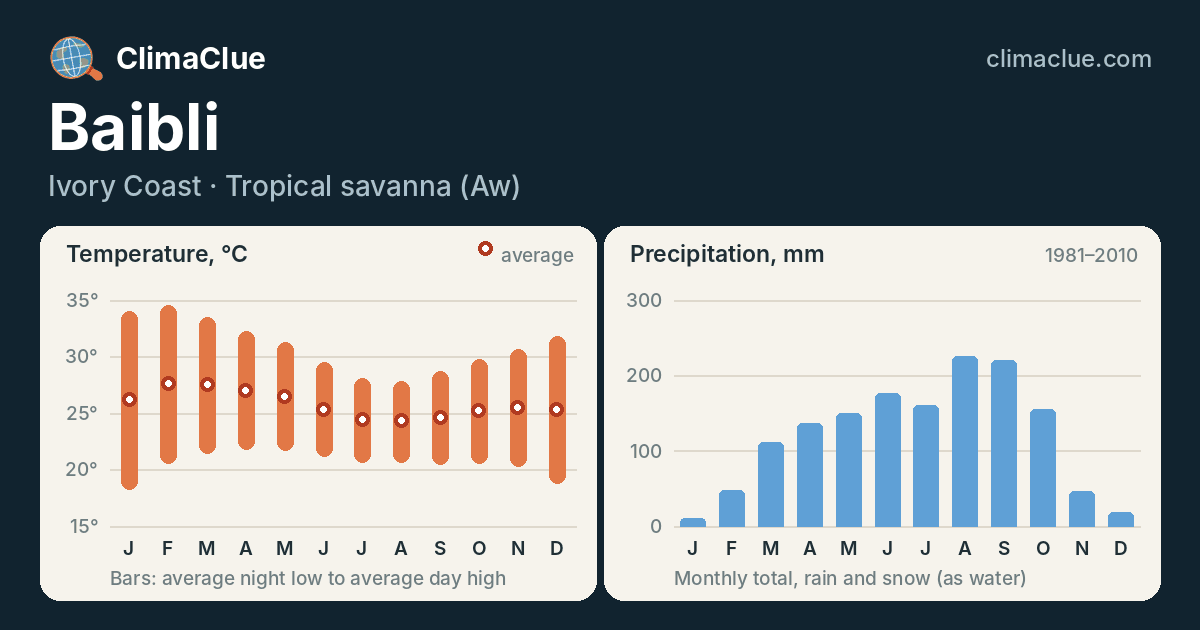 ClimaClue
climaclue.com
Baibli
Ivory Coast · Tropical savanna (Aw)
Temperature, °C
average
35°
30°
25°
20°
15°
J F M A M J J A S O N D
Bars: average night low to average day high
Precipitation, mm
1981–2010
300
200
100
0
J F M A M J J A S O N D
Monthly total, rain and snow (as water)